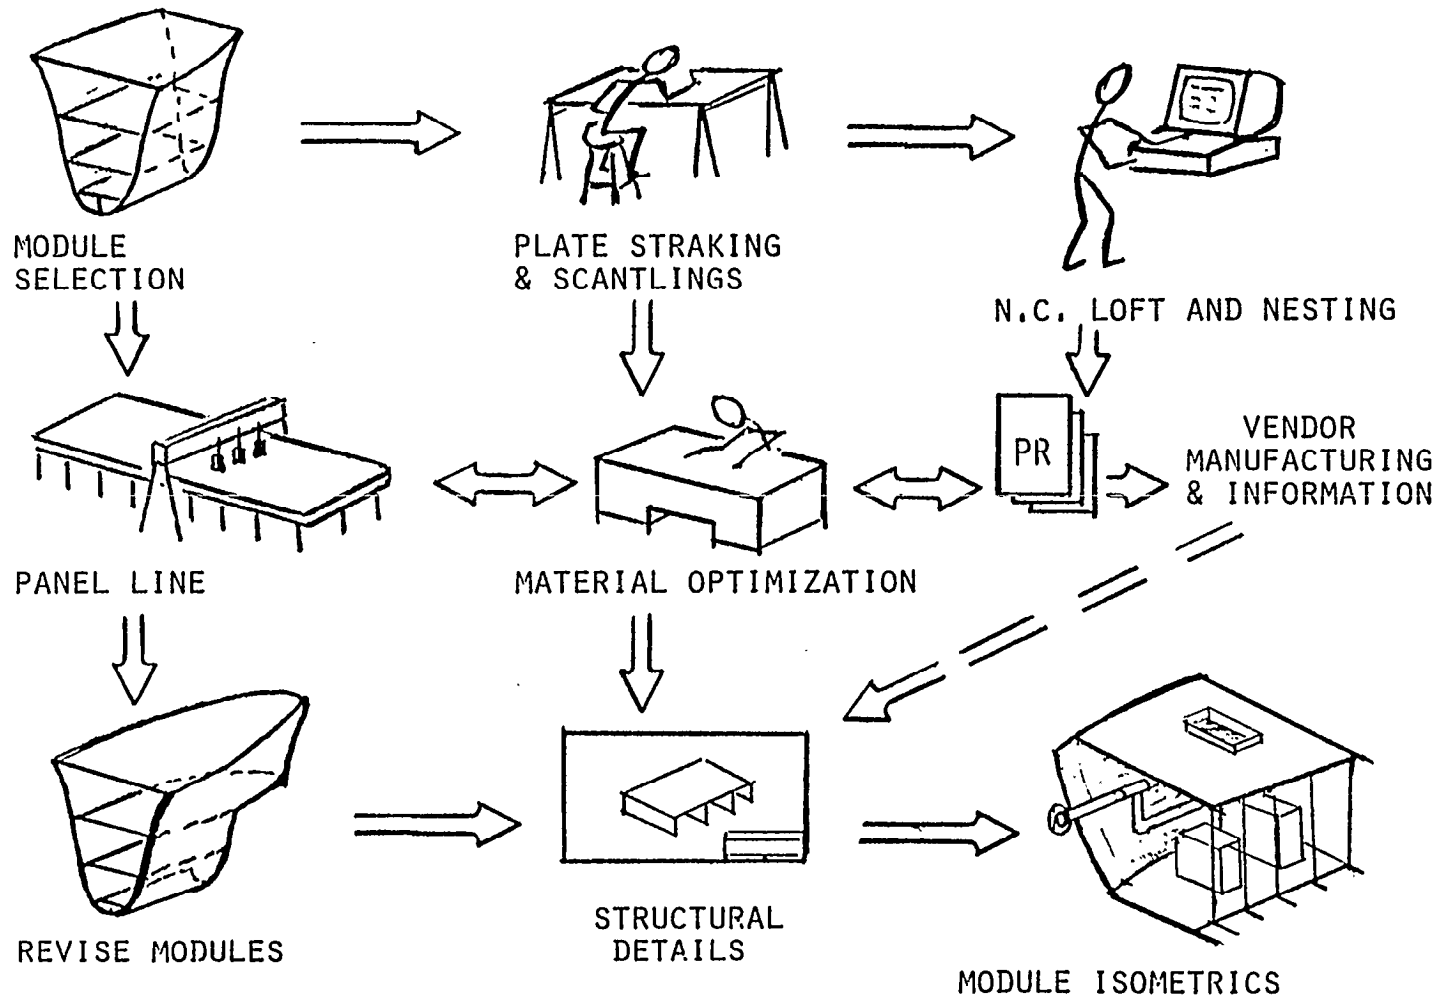 MODULE
SELECTION
PLATE STRAKING
& SCANTLINGS
N.C. LOFT AND NESTING
PR
VENDOR
MANUFACTURING
& INFORMATION
PANEL LINE
MATERIAL OPTIMIZATION
REVISE MODULES
STRUCTURAL
DETAILS
MODULE ISOMETRICS